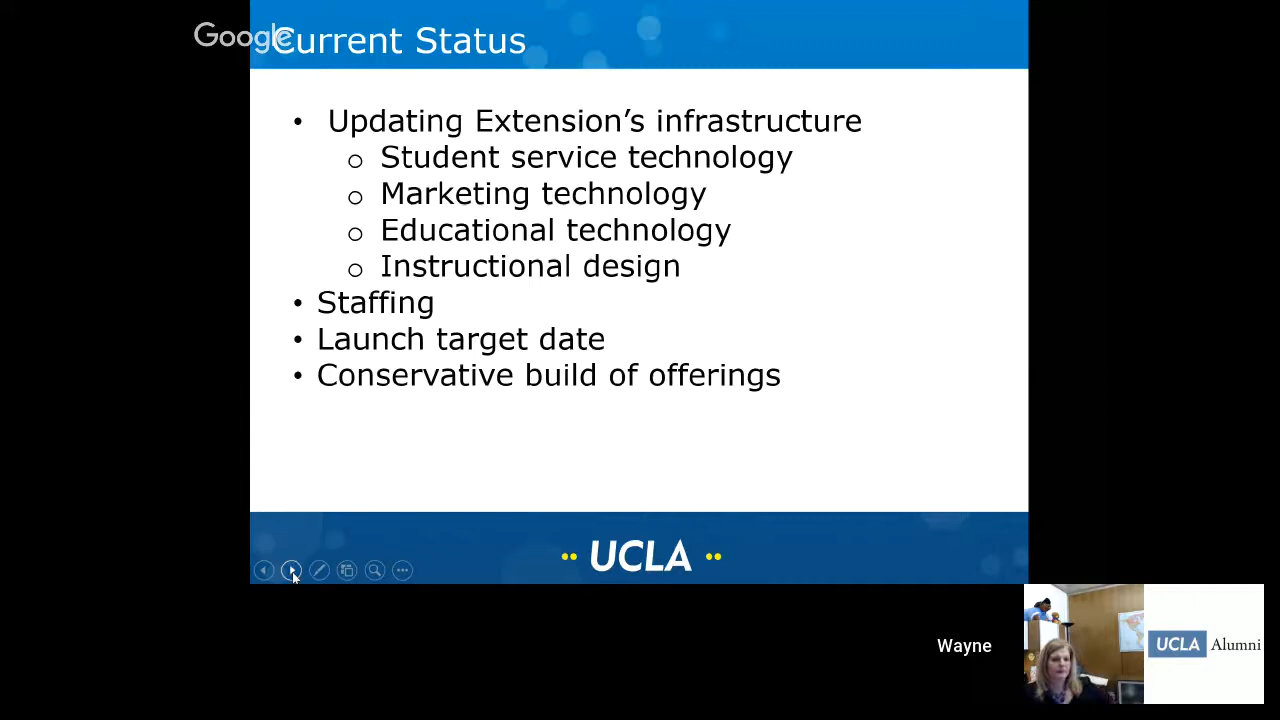 Google
Current Status
• Updating Extension’s infrastructure
o Student service technology
o Marketing technology
o Educational technology
o Instructional design
• Staffing
• Launch target date
• Conservative build of offerings
UCLA
Wayne
UCLA Alumni